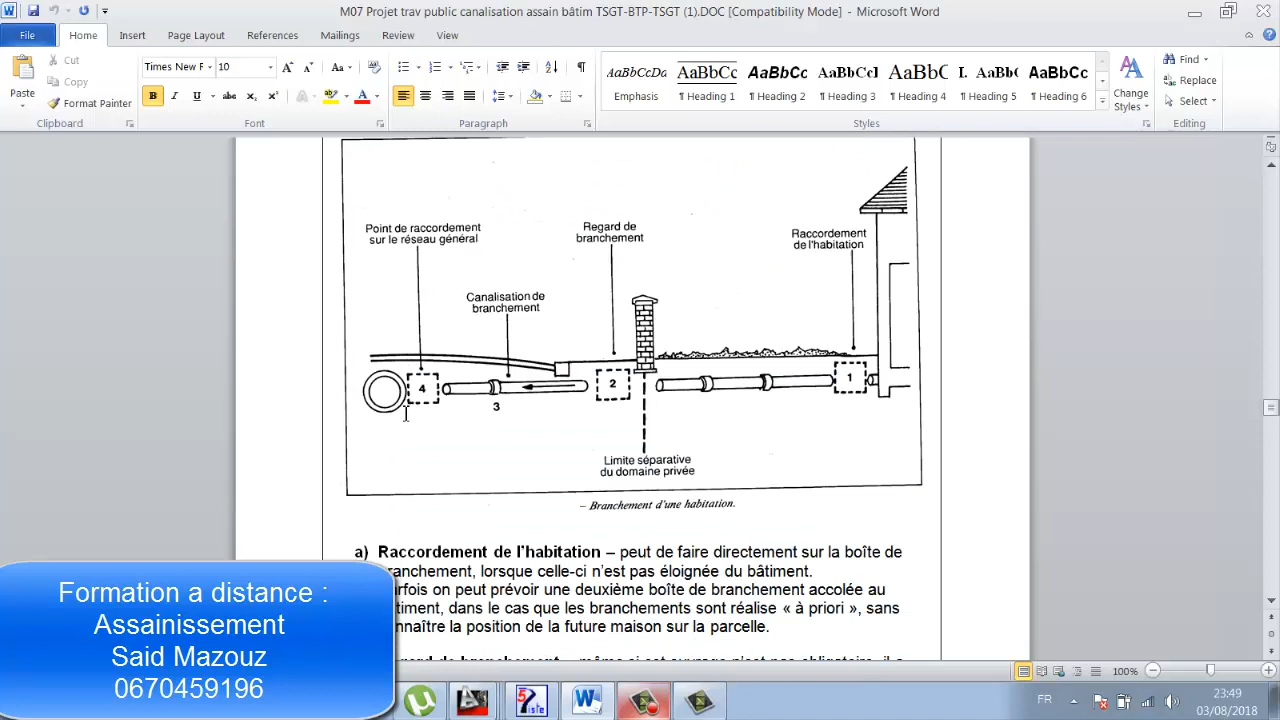 M07 Projet trav public canalisation assain bâtim TSGT-BTP-TSGT (1).DOC [Compatibility Mode] - Microsoft Word
File Home Insert Page Layout References Mailings Review View
Cut
Copy
Format Painter
Paste
Clipboard
Times New F 10
Aa
B I U abc x₂ x² A A
Font
Paragraph
AaBbCcDa AaBbCc AaBbCc AaBbCcI AaBbC I. AaBbC AaBbCc
Emphasis ¶ Heading 1 ¶ Heading 2 ¶ Heading 3 ¶ Heading 4 ¶ Heading 5 ¶ Heading 6
Change
Styles
Styles
Find
Replace
Select
Editing
Point de raccordement
sur le réseau général
Regard de
branchement
Raccordement
de l'habitation
Canalisation de
branchement
4
3
2
1
Limite séparative
du domaine privée
– Branchement d'une habitation.
a) Raccordement de l'habitation – peut de faire directement sur la boîte de
ranchement, lorsque celle-ci n'est pas éloignée du bâtiment.
rfois on peut prévoir une deuxième boîte de branchement accolée au
timent, dans le cas que les branchements sont réalise « à priori », sans
nnaître la position de la future maison sur la parcelle.
Formation a distance :
Assainissement
Said Mazouz
0670459196
100%
FR
23:49
03/08/2018